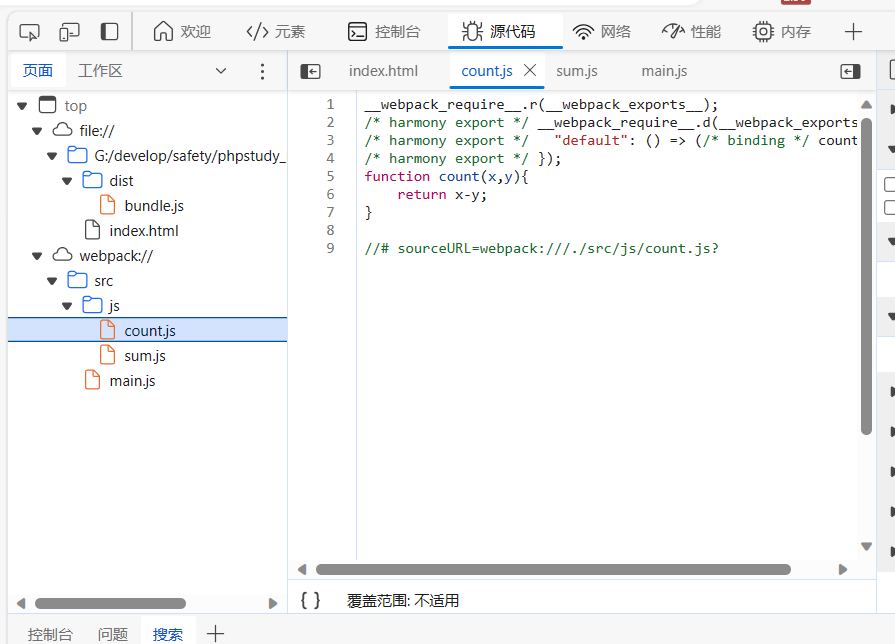 欢迎 元素 控制台 源代码 网络 性能 内存
页面 工作区 index.html count.js sum.js main.js
top
file://
G:/develop/safety/phpstudy_
dist
bundle.js
index.html
webpack://
src
js
count.js
sum.js
main.js
1 __webpack_require__.r(__webpack_exports__);
2 /* harmony export */ __webpack_require__.d(__webpack_exports
3 /* harmony export */   "default": () => (/* binding */ count
4 /* harmony export */ });
5 function count(x,y){
6     return x-y;
7 }
8
9 //# sourceURL=webpack:///./src/js/count.js?
{ } 覆盖范围: 不适用
控制台 问题 搜索